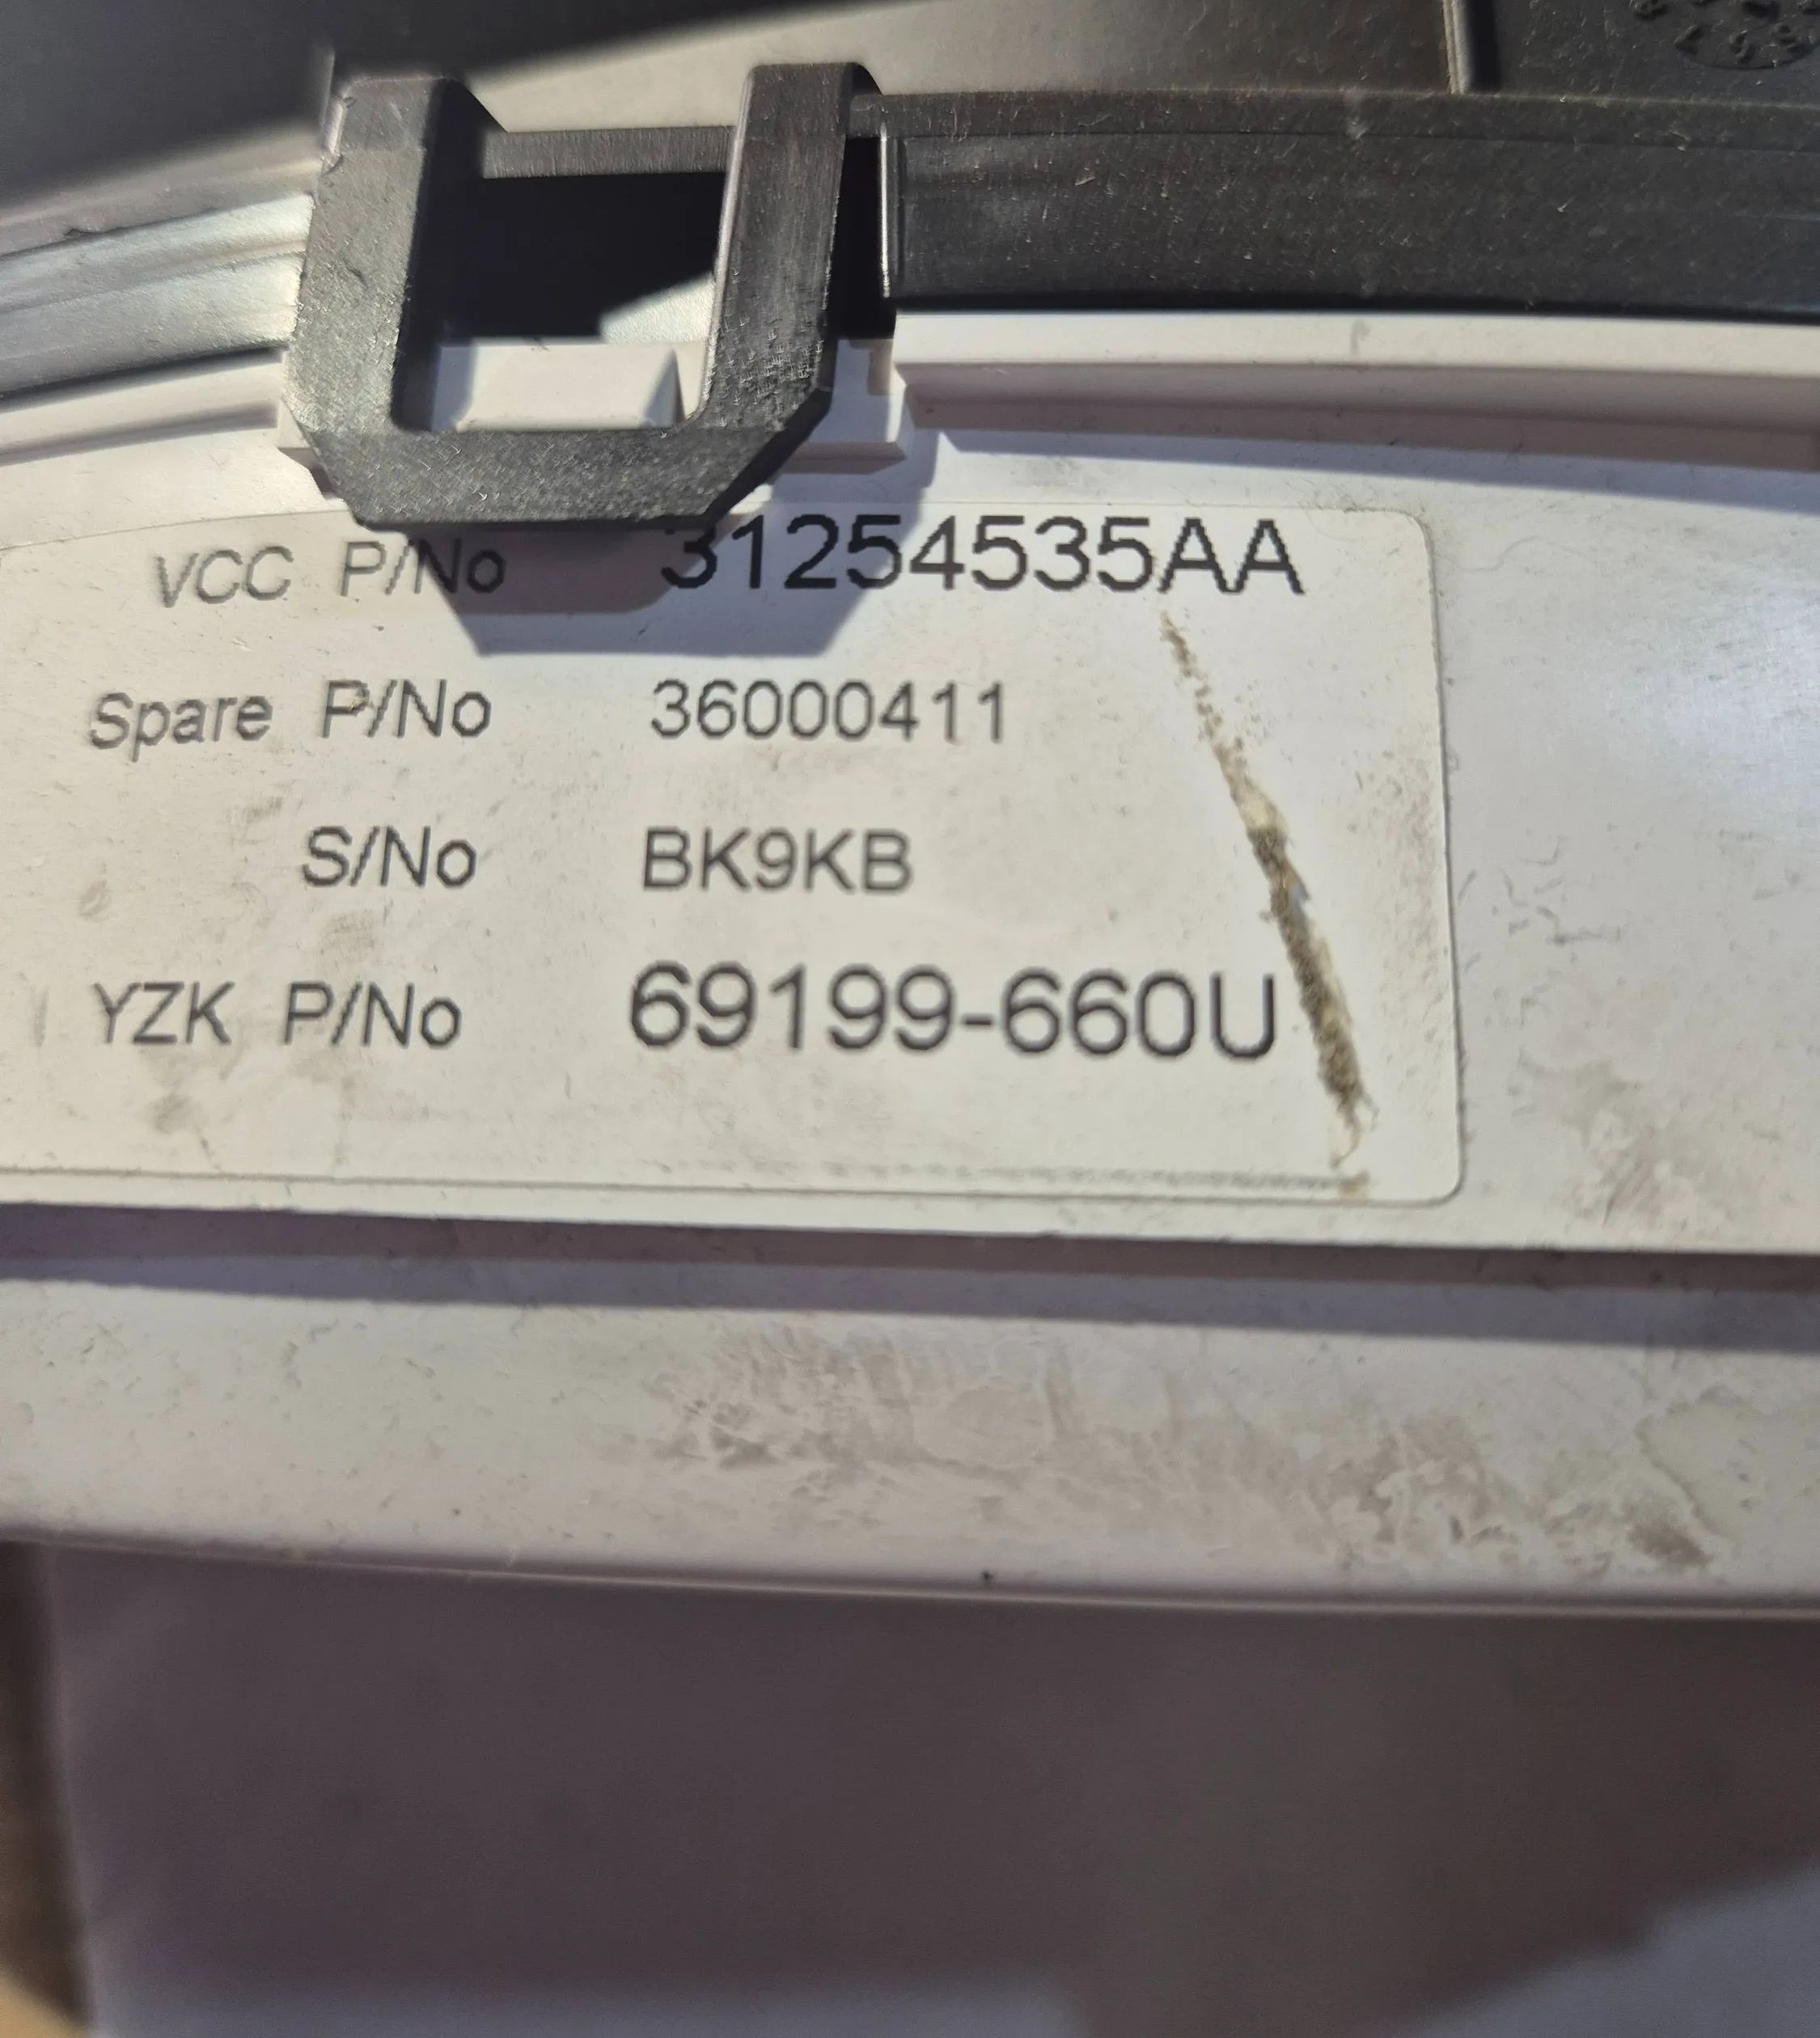 VCC P/No 31254535AA
Spare P/No 36000411
S/No BK9KB
YZK P/No 69199-660U